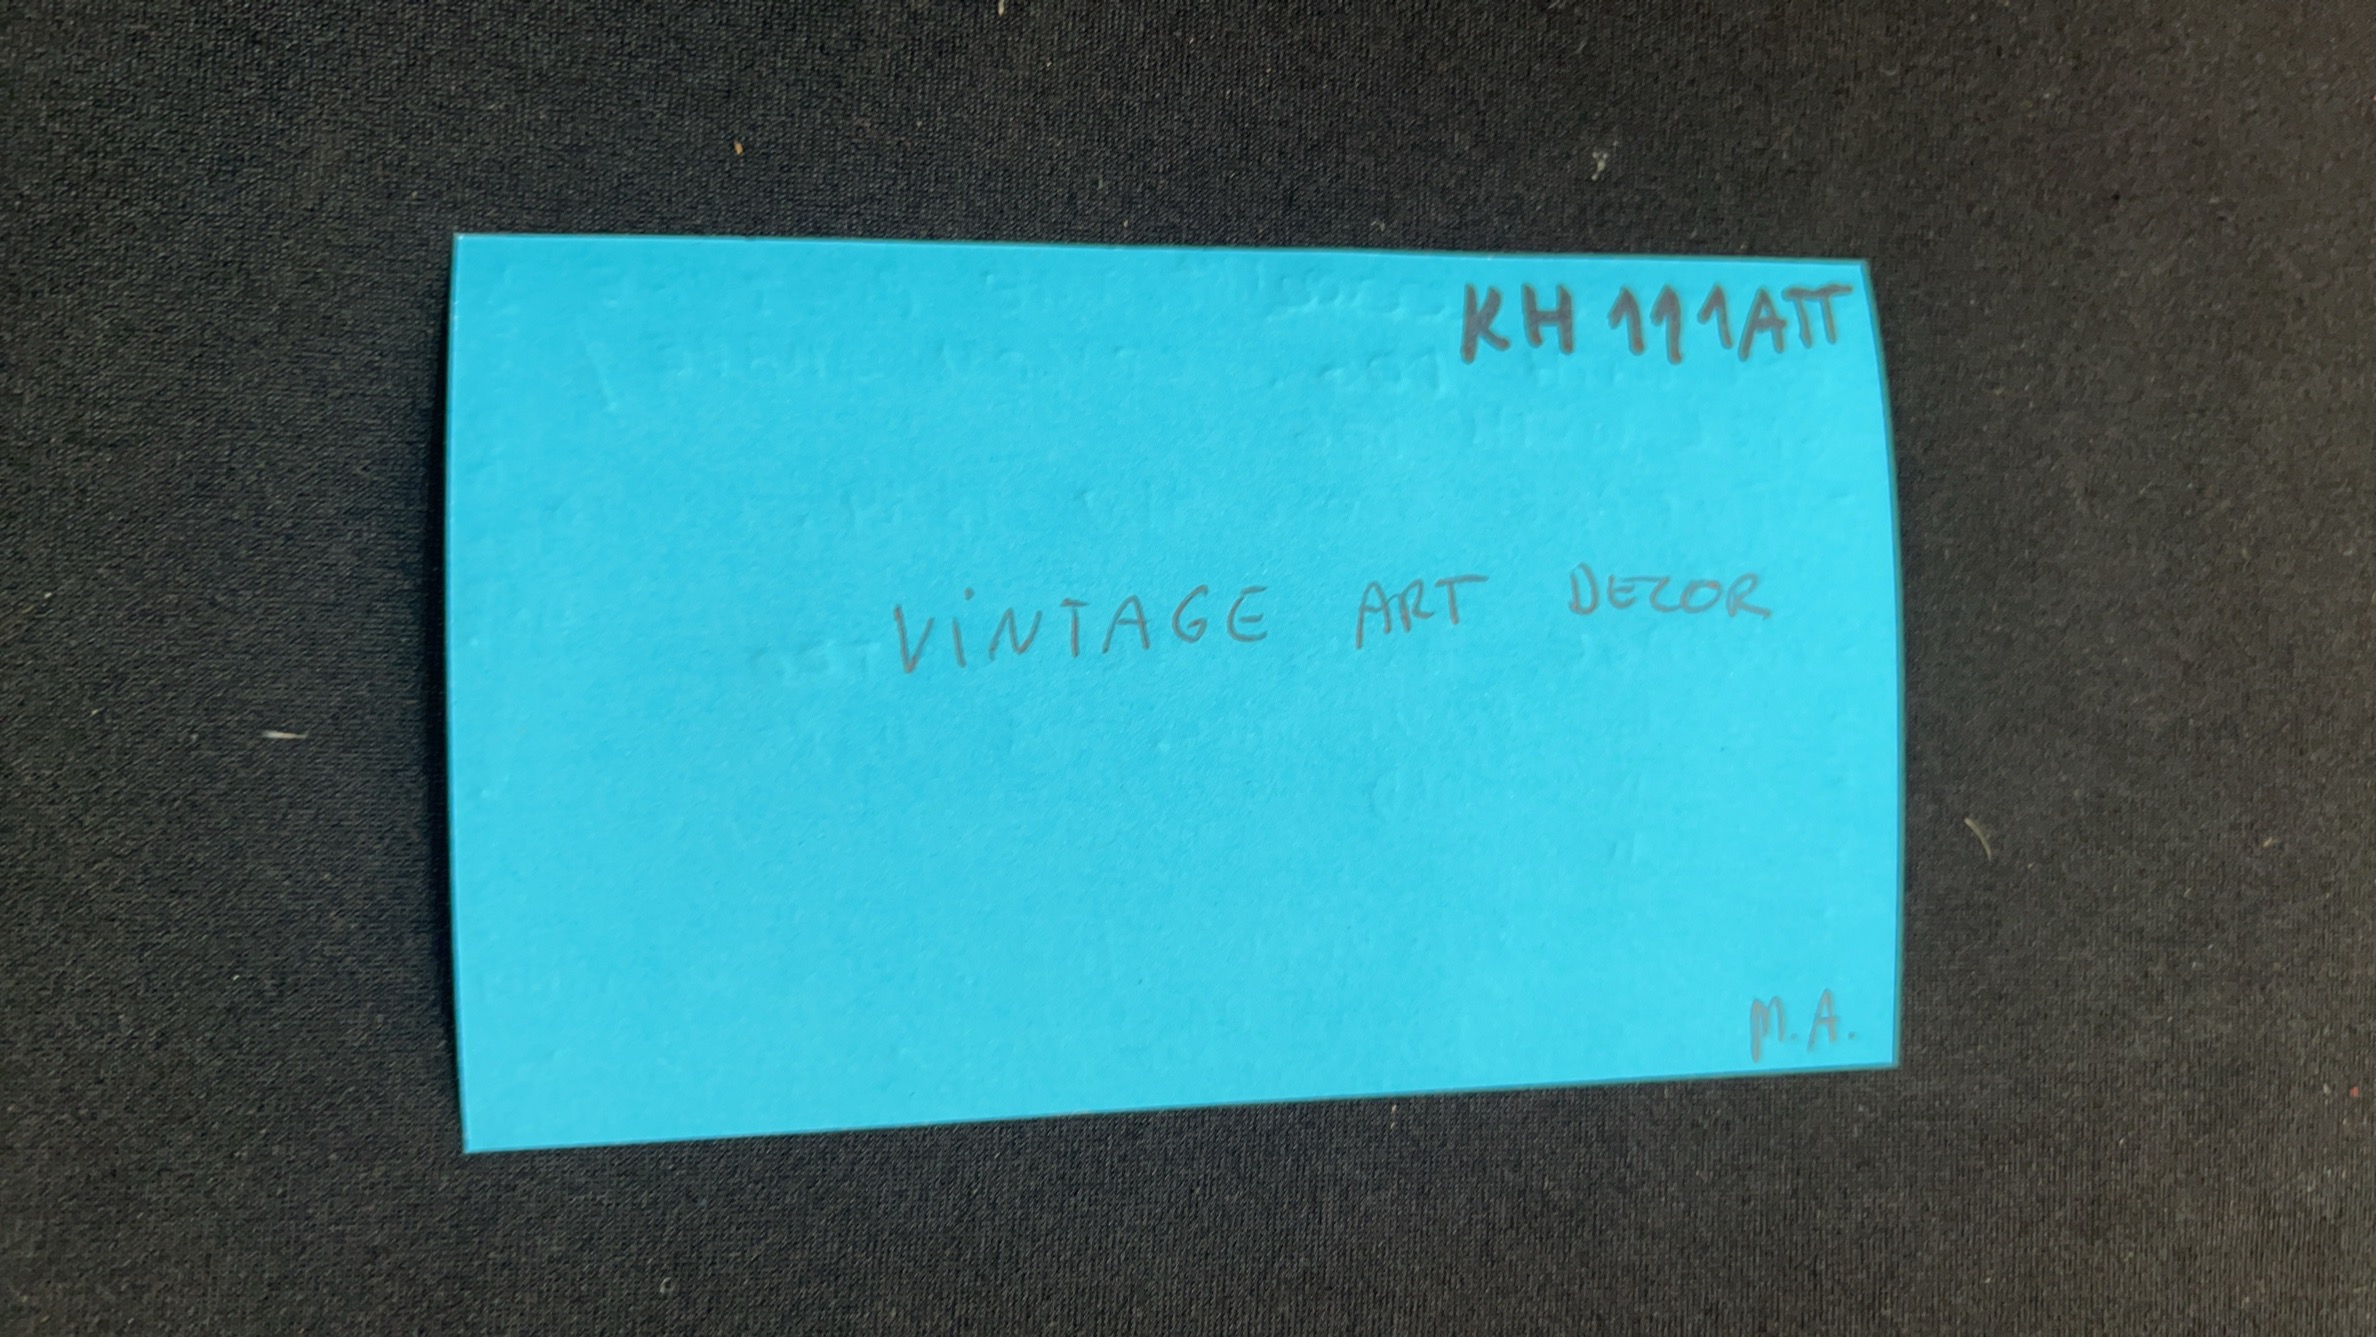 KH 111ATT
ViNTAGE ART DECOR
M.A.